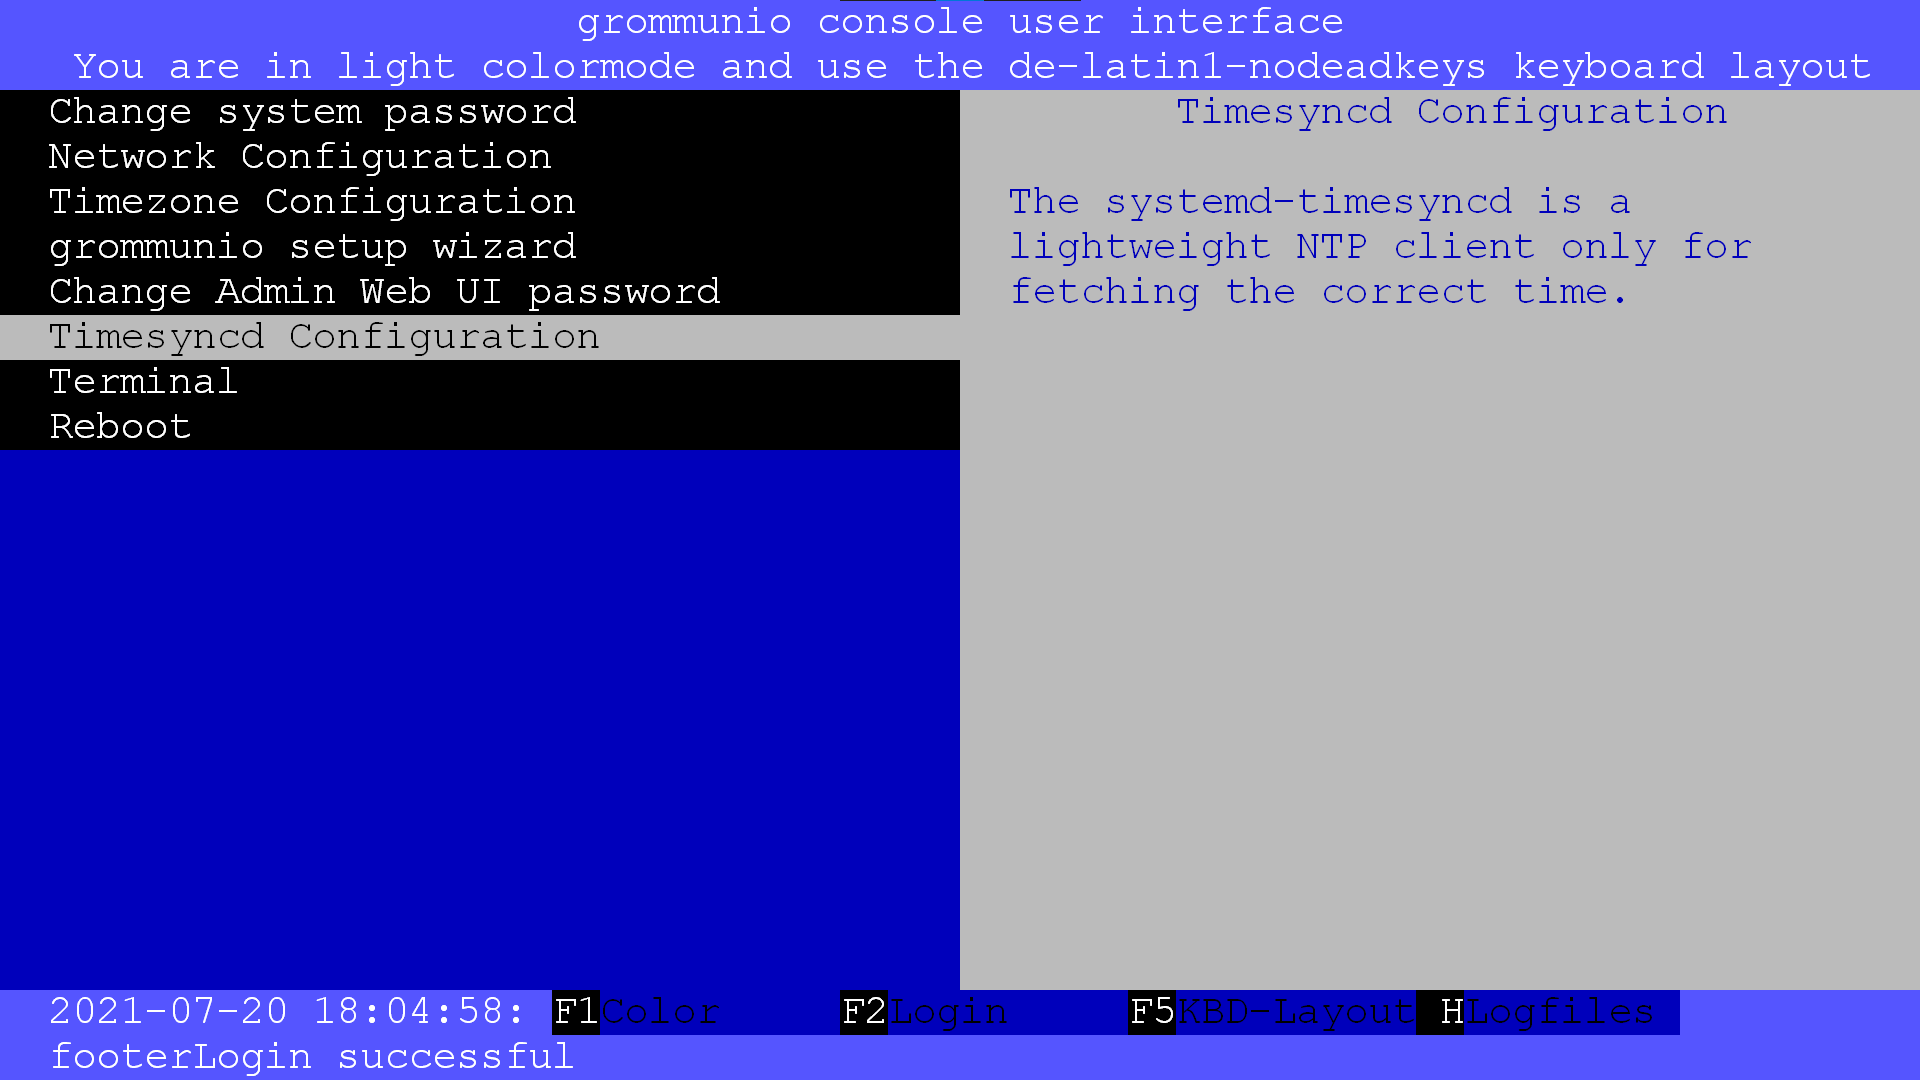 grommunio console user interface
You are in light colormode and use the de-latin1-nodeadkeys keyboard layout
Change system password
Network Configuration
Timezone Configuration
grommunio setup wizard
Change Admin Web UI password
Timesyncd Configuration
Terminal
Reboot
Timesyncd Configuration
The systemd-timesyncd is a
lightweight NTP client only for
fetching the correct time.
2021-07-20 18:04:58: F1Color F2Login F5KBD-Layout HLogfiles
footerLogin successful